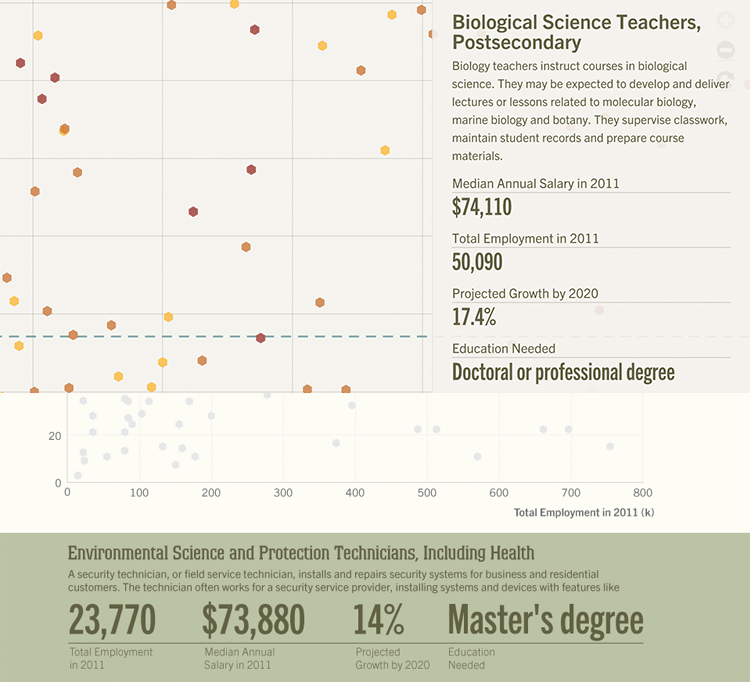 Biological Science Teachers,
Postsecondary
Biology teachers instruct courses in biological
science. They may be expected to develop and deliver
lectures or lessons related to molecular biology,
marine biology and botany. They supervise classwork,
maintain student records and prepare course
materials.
Median Annual Salary in 2011
$74,110
Total Employment in 2011
50,090
Projected Growth by 2020
17.4%
Education Needed
Doctoral or professional degree
20
0
0 100 200 300 400 500 600 700 800
Total Employment in 2011 (k)
Environmental Science and Protection Technicians, Including Health
A security technician, or field service technician, installs and repairs security systems for business and residential
customers. The technician often works for a security service provider, installing systems and devices with features like
23,770 $73,880 14% Master's degree
Total Employment Median Annual Projected Education
in 2011 Salary in 2011 Growth by 2020 Needed